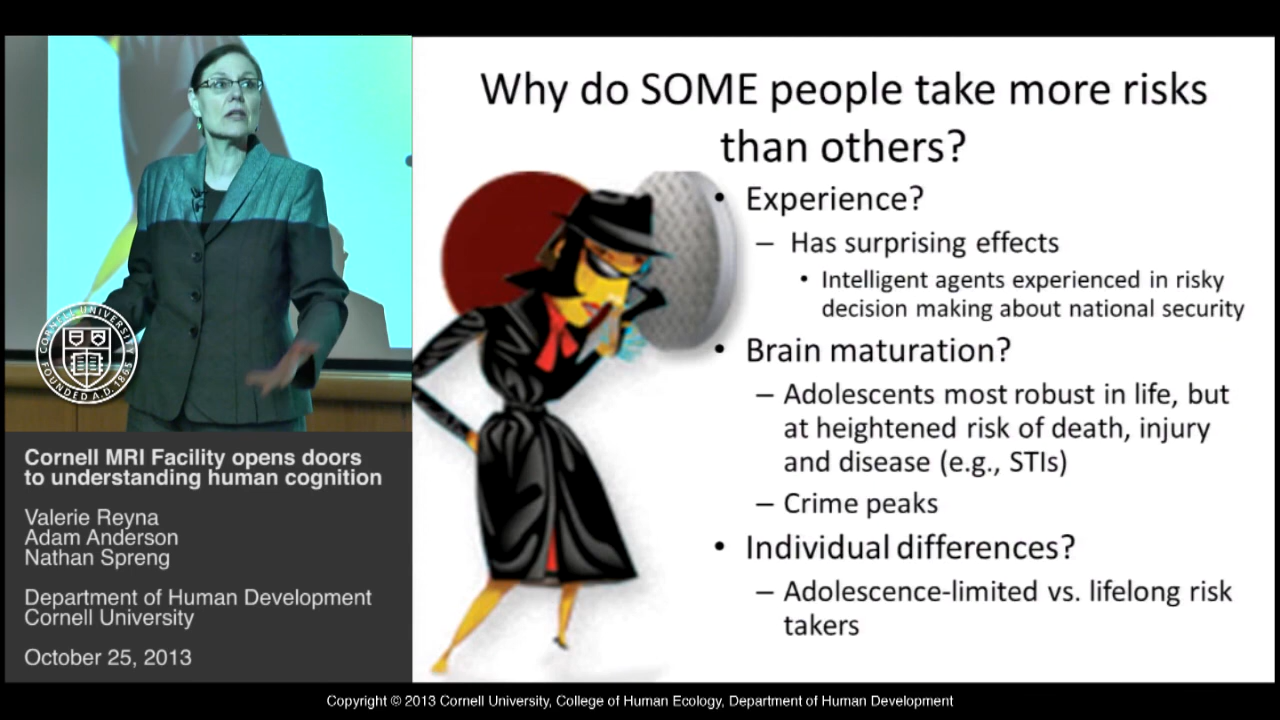 Why do SOME people take more risks
than others?
• Experience?
– Has surprising effects
• Intelligent agents experienced in risky
decision making about national security
• Brain maturation?
– Adolescents most robust in life, but
at heightened risk of death, injury
and disease (e.g., STIs)
– Crime peaks
• Individual differences?
– Adolescence-limited vs. lifelong risk
takers
CORNELL UNIVERSITY
FOUNDED A.D. 1865
Cornell MRI Facility opens doors
to understanding human cognition
Valerie Reyna
Adam Anderson
Nathan Spreng
Department of Human Development
Cornell University
October 25, 2013
Copyright © 2013 Cornell University, College of Human Ecology, Department of Human Development